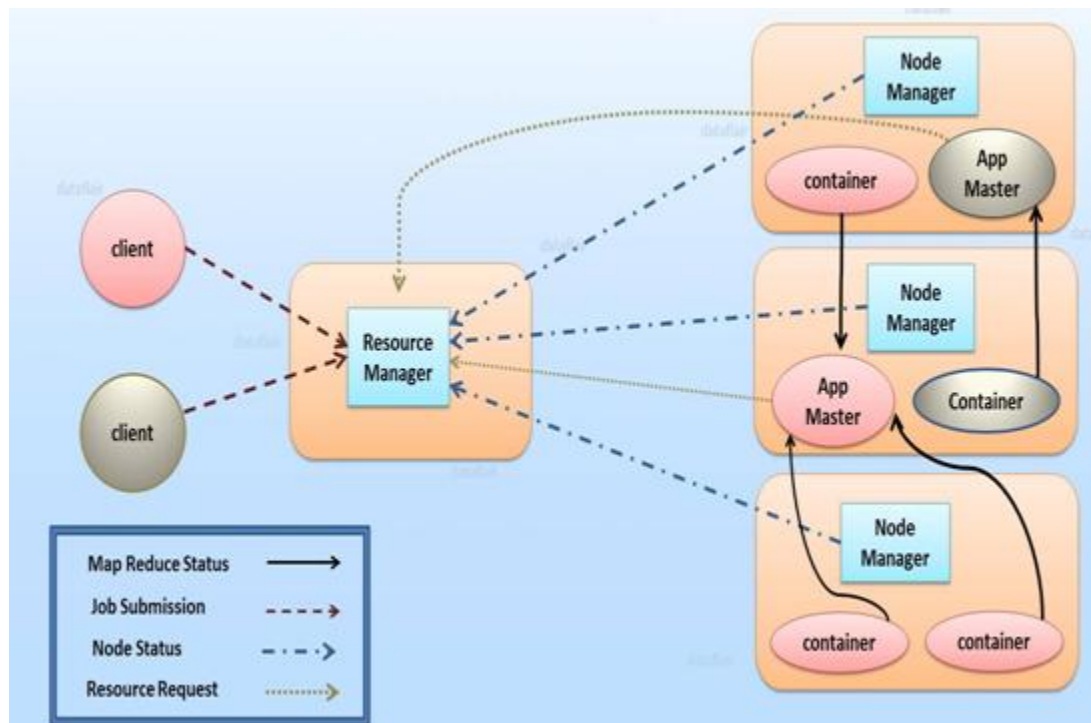 Node
Manager
App
Master
container
client
Resource
Manager
Node
Manager
App
Master
Container
client
Node
Manager
container
container
Map Reduce Status
Job Submission
Node Status
Resource Request